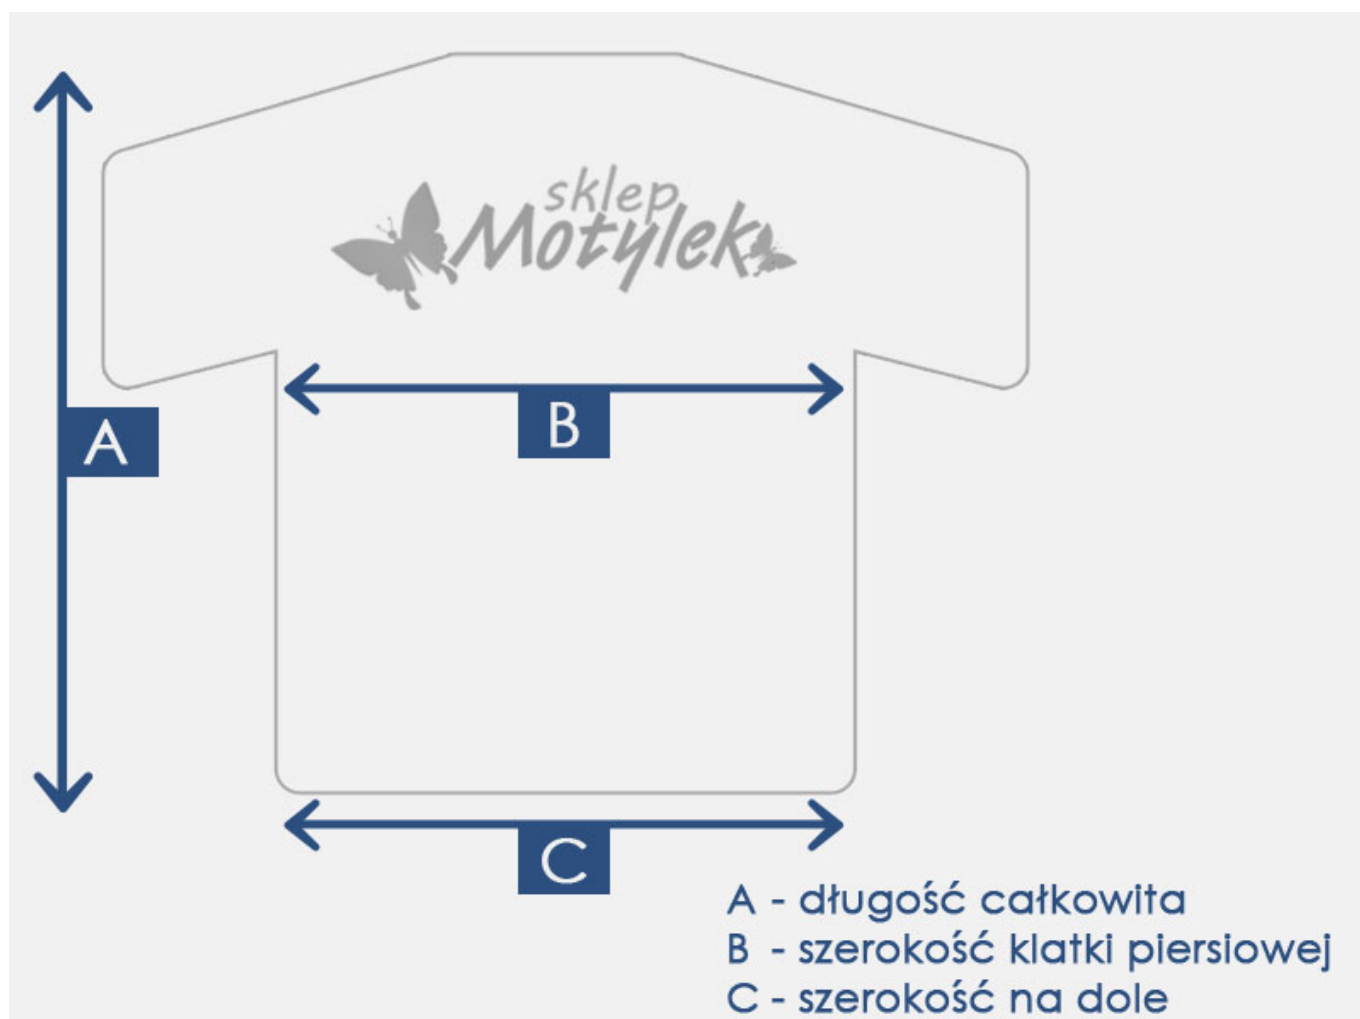 sklep
Motylek
A
B
C
A - długość całkowita
B - szerokość klatki piersiowej
C - szerokość na dole